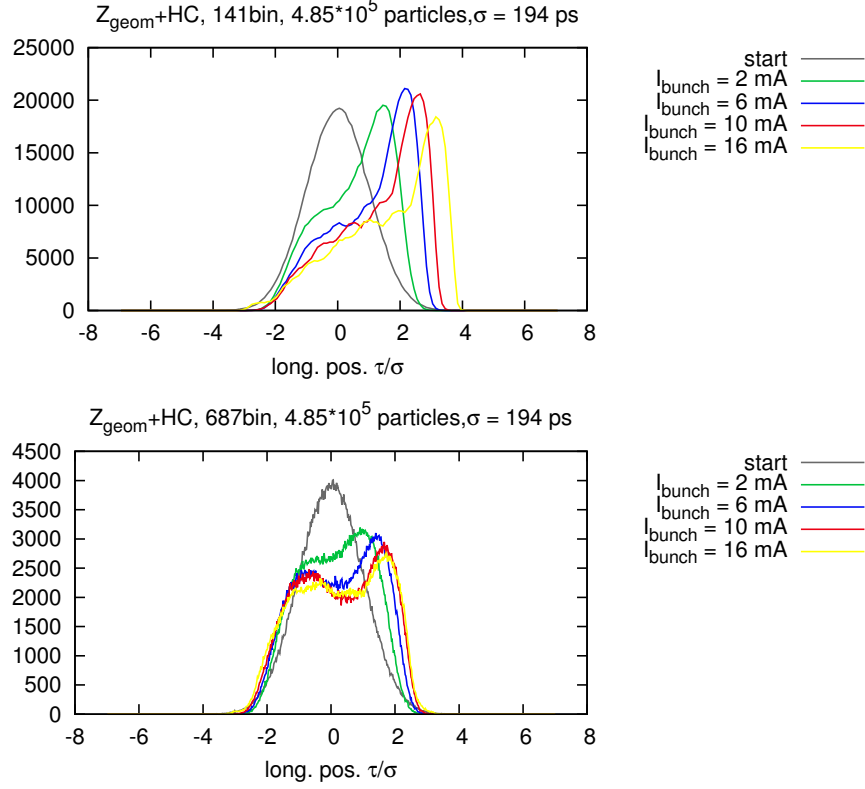 Z_geom+HC, 141bin, 4.85*10^5 particles,σ = 194 ps
25000
20000
15000
10000
5000
0
-8 -6 -4 -2 0 2 4 6 8
long. pos. τ/σ
start
I_bunch = 2 mA
I_bunch = 6 mA
I_bunch = 10 mA
I_bunch = 16 mA
Z_geom+HC, 687bin, 4.85*10^5 particles,σ = 194 ps
4500
4000
3500
3000
2500
2000
1500
1000
500
0
-8 -6 -4 -2 0 2 4 6 8
long. pos. τ/σ
start
I_bunch = 2 mA
I_bunch = 6 mA
I_bunch = 10 mA
I_bunch = 16 mA